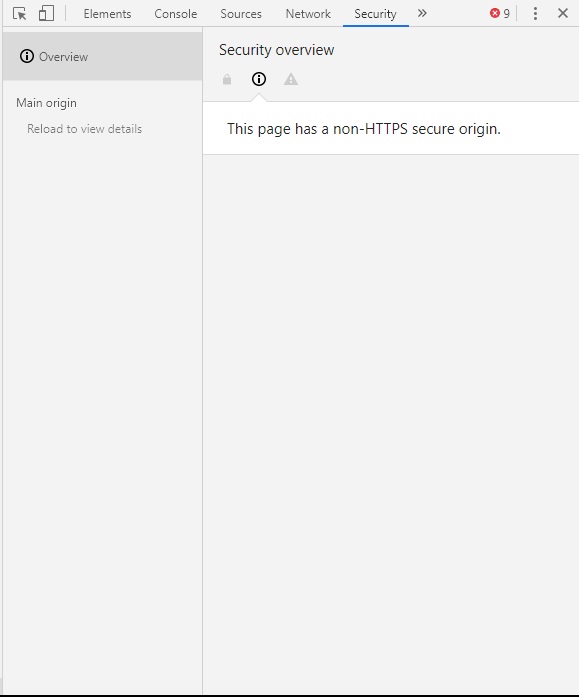 Elements Console Sources Network Security » 9
Overview
Main origin
Reload to view details
Security overview
This page has a non-HTTPS secure origin.